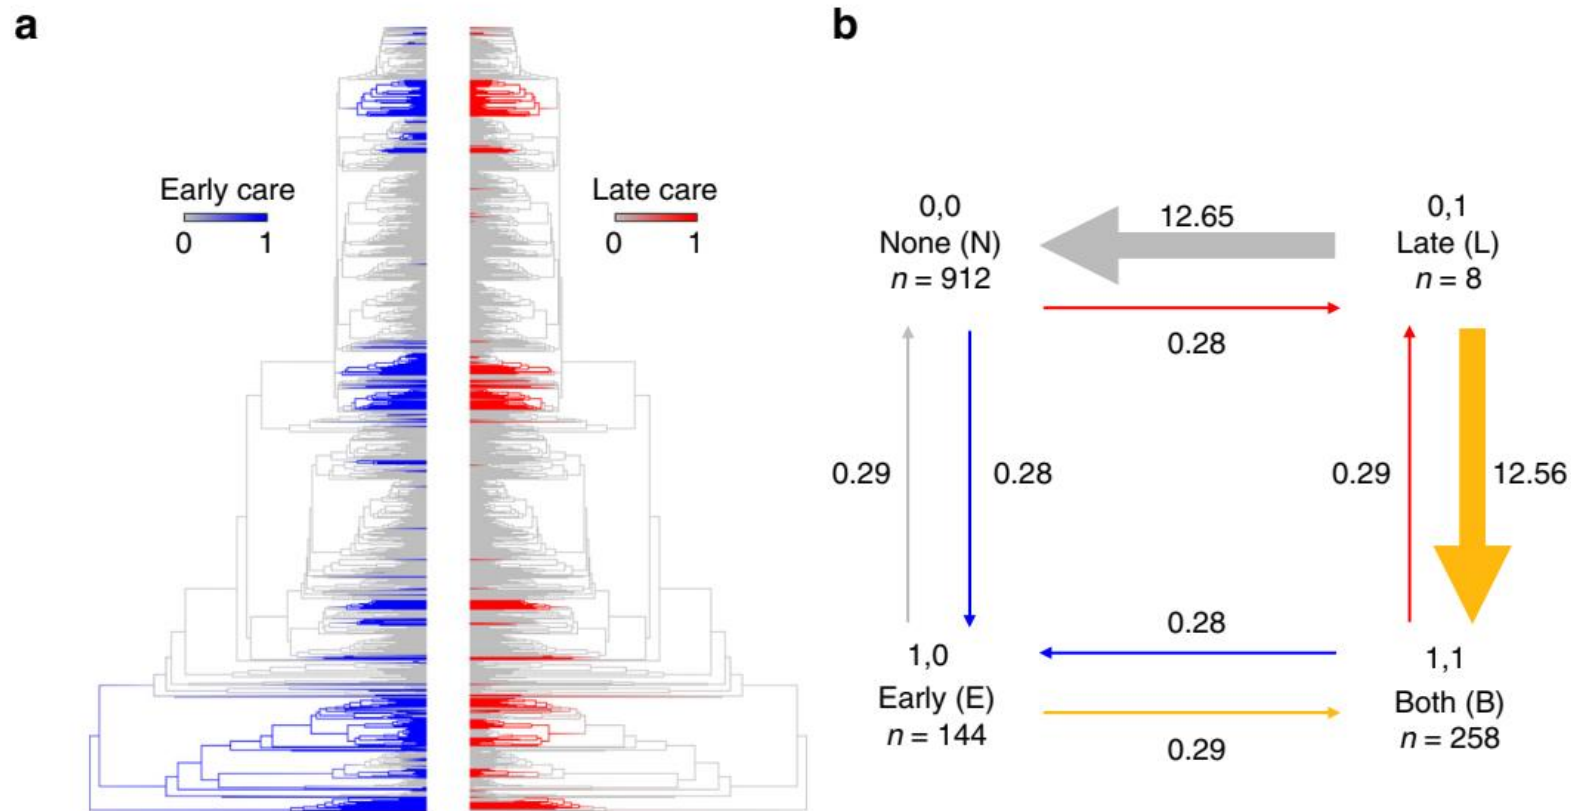 a
Early care
0 1
Late care
0 1
b
0,0
None (N)
n = 912
12.65
0,1
Late (L)
n = 8
0.28
0.29
0.28
0.29
12.56
0.28
1,0
Early (E)
n = 144
1,1
Both (B)
n = 258
0.29